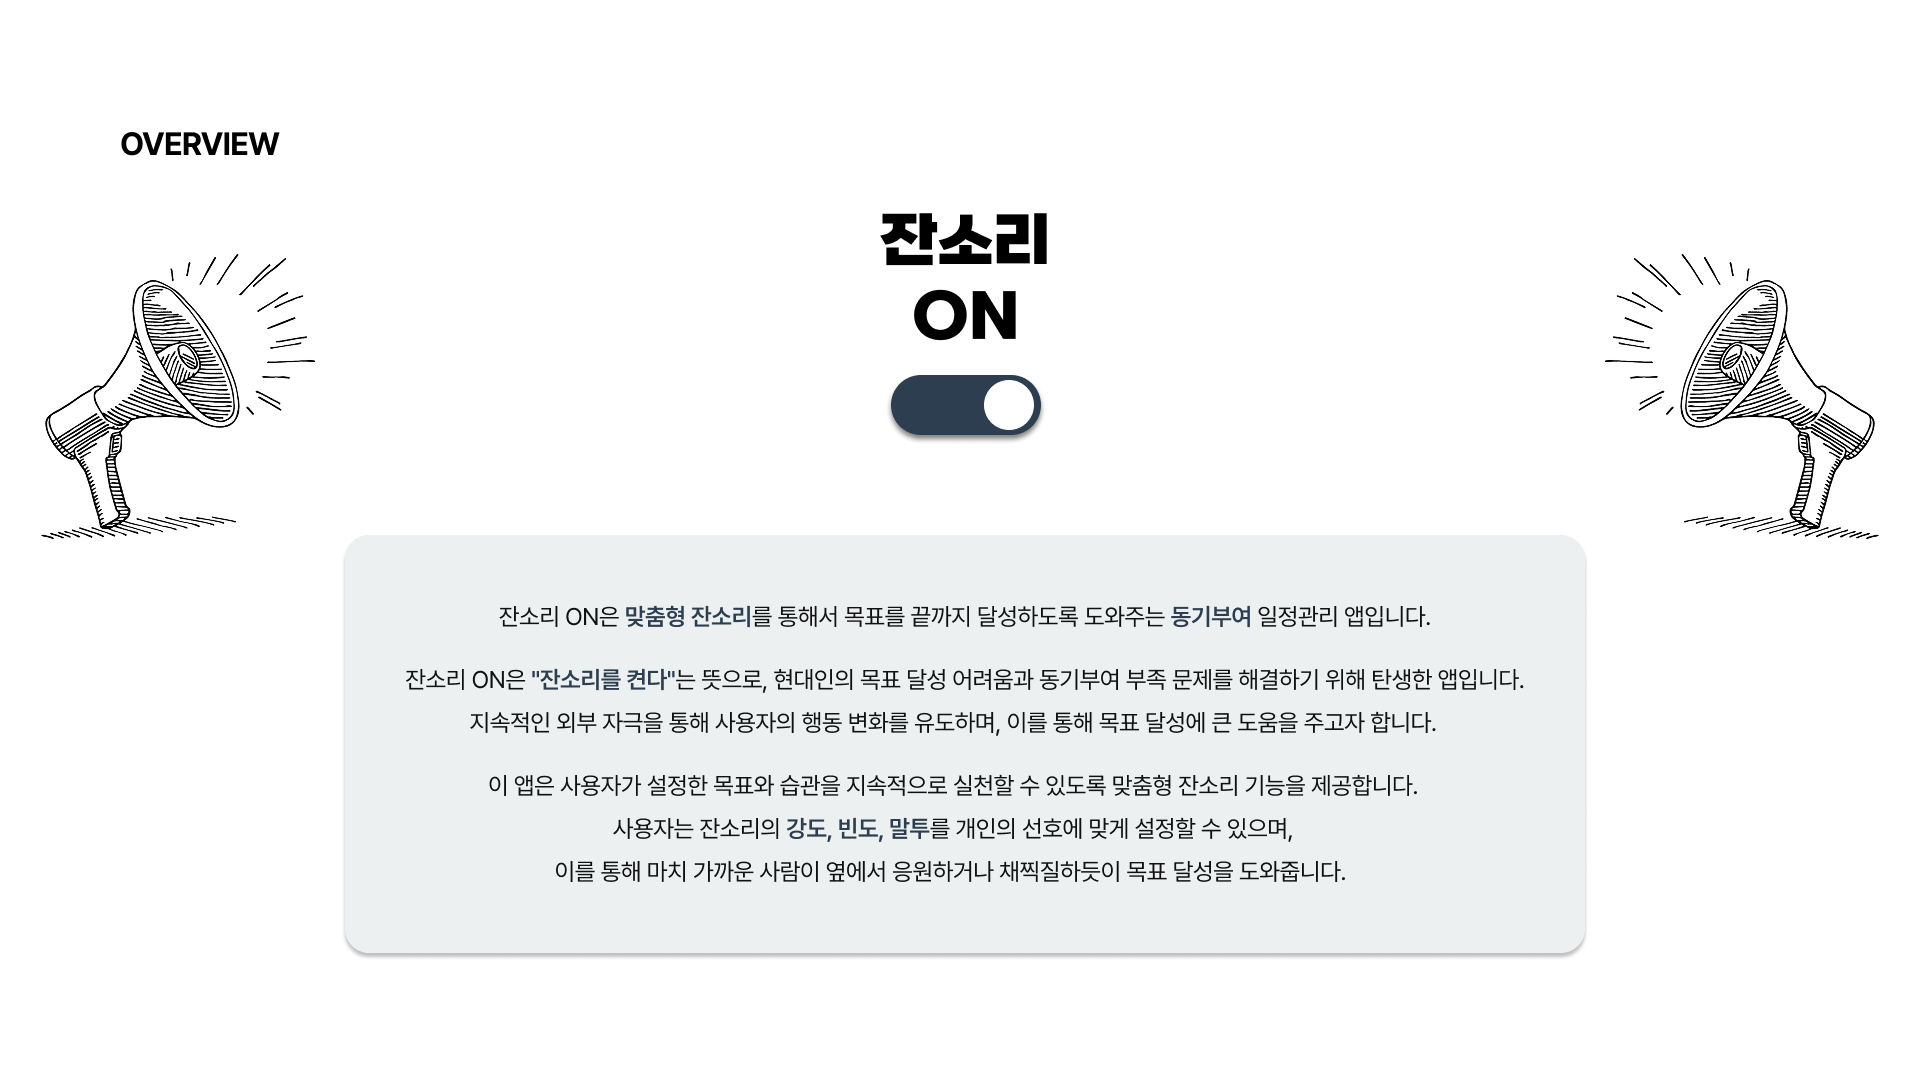 OVERVIEW
잔소리
ON
잔소리 ON은 맞춤형 잔소리를 통해서 목표를 끝까지 달성하도록 도와주는 동기부여 일정관리 앱입니다.
잔소리 ON은 "잔소리를 켠다"는 뜻으로, 현대인의 목표 달성 어려움과 동기부여 부족 문제를 해결하기 위해 탄생한 앱입니다.
지속적인 외부 자극을 통해 사용자의 행동 변화를 유도하며, 이를 통해 목표 달성에 큰 도움을 주고자 합니다.
이 앱은 사용자가 설정한 목표와 습관을 지속적으로 실천할 수 있도록 맞춤형 잔소리 기능을 제공합니다.
사용자는 잔소리의 강도, 빈도, 말투를 개인의 선호에 맞게 설정할 수 있으며,
이를 통해 마치 가까운 사람이 옆에서 응원하거나 채찍질하듯이 목표 달성을 도와줍니다.